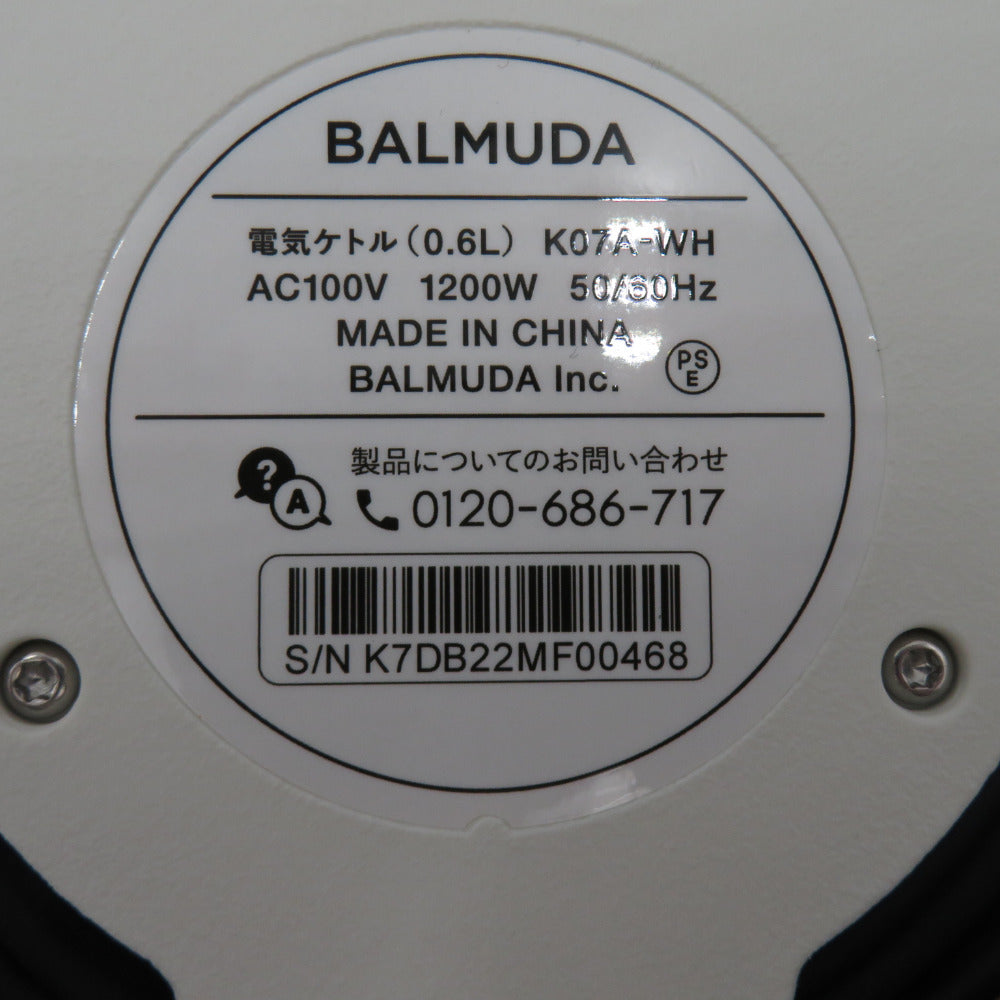 BALMUDA
電気ケトル（0.6L） K07A-WH
AC100V 1200W 50/60Hz
MADE IN CHINA
BALMUDA Inc.
PS
E
?
A
製品についてのお問い合わせ
0120-686-717
S/N K7DB22MF00468